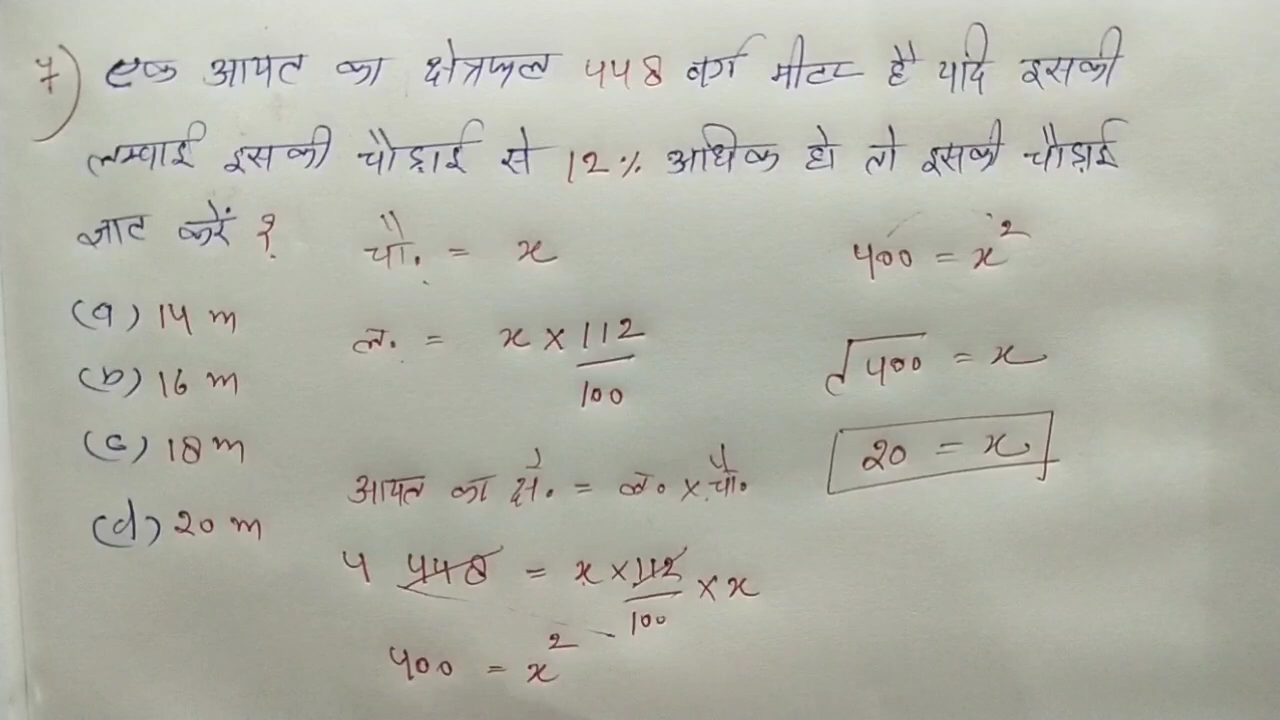 7) एक आयत का क्षेत्रफल 448 वर्ग मीटर है यदि इसकी
लम्बाई इसकी चौड़ाई से 12% अधिक हो तो इसकी चौड़ाई
ज्ञात करें ?
(a) 14 m
(b) 16 m
(c) 18 m
(d) 20 m
चौ. = x
ल. = x × 112/100
आयत का क्षे. = ल. × चौ.
4 448 = x × 112/100 × x
400 = x²
400 = x²
√400 = x
20 = x